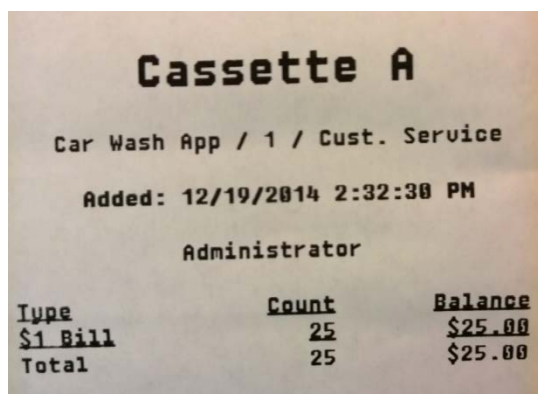 Cassette A
Car Wash App / 1 / Cust. Service
Added: 12/19/2014 2:32:30 PM
Administrator
Type Count Balance
$1 Bill 25 $25.00
Total 25 $25.00